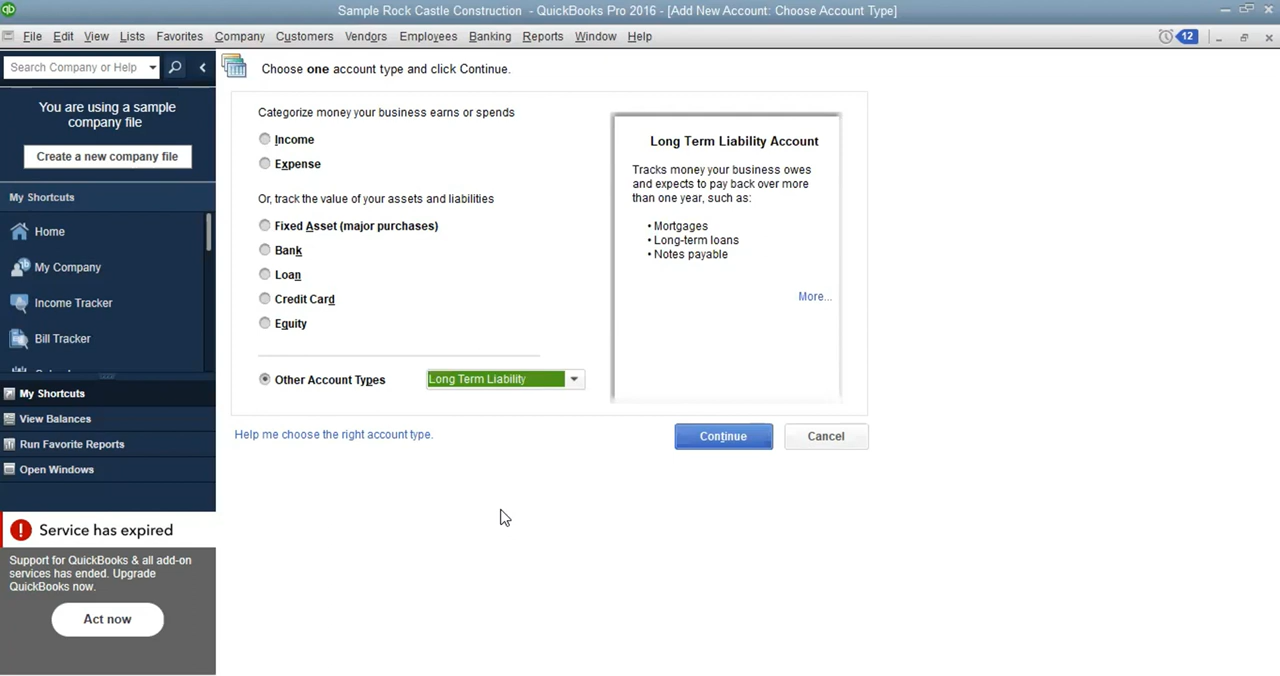 Sample Rock Castle Construction - QuickBooks Pro 2016 - [Add New Account: Choose Account Type]
File Edit View Lists Favorites Company Customers Vendors Employees Banking Reports Window Help
12
Search Company or Help
Choose one account type and click Continue.
You are using a sample
company file
Create a new company file
My Shortcuts
Home
My Company
Income Tracker
Bill Tracker
My Shortcuts
View Balances
Run Favorite Reports
Open Windows
Service has expired
Support for QuickBooks & all add-on
services has ended. Upgrade
QuickBooks now.
Act now
Categorize money your business earns or spends
Income
Expense
Or, track the value of your assets and liabilities
Fixed Asset (major purchases)
Bank
Loan
Credit Card
Equity
Other Account Types
Long Term Liability
Long Term Liability Account
Tracks money your business owes
and expects to pay back over more
than one year, such as:
• Mortgages
• Long-term loans
• Notes payable
More...
Help me choose the right account type.
Continue
Cancel